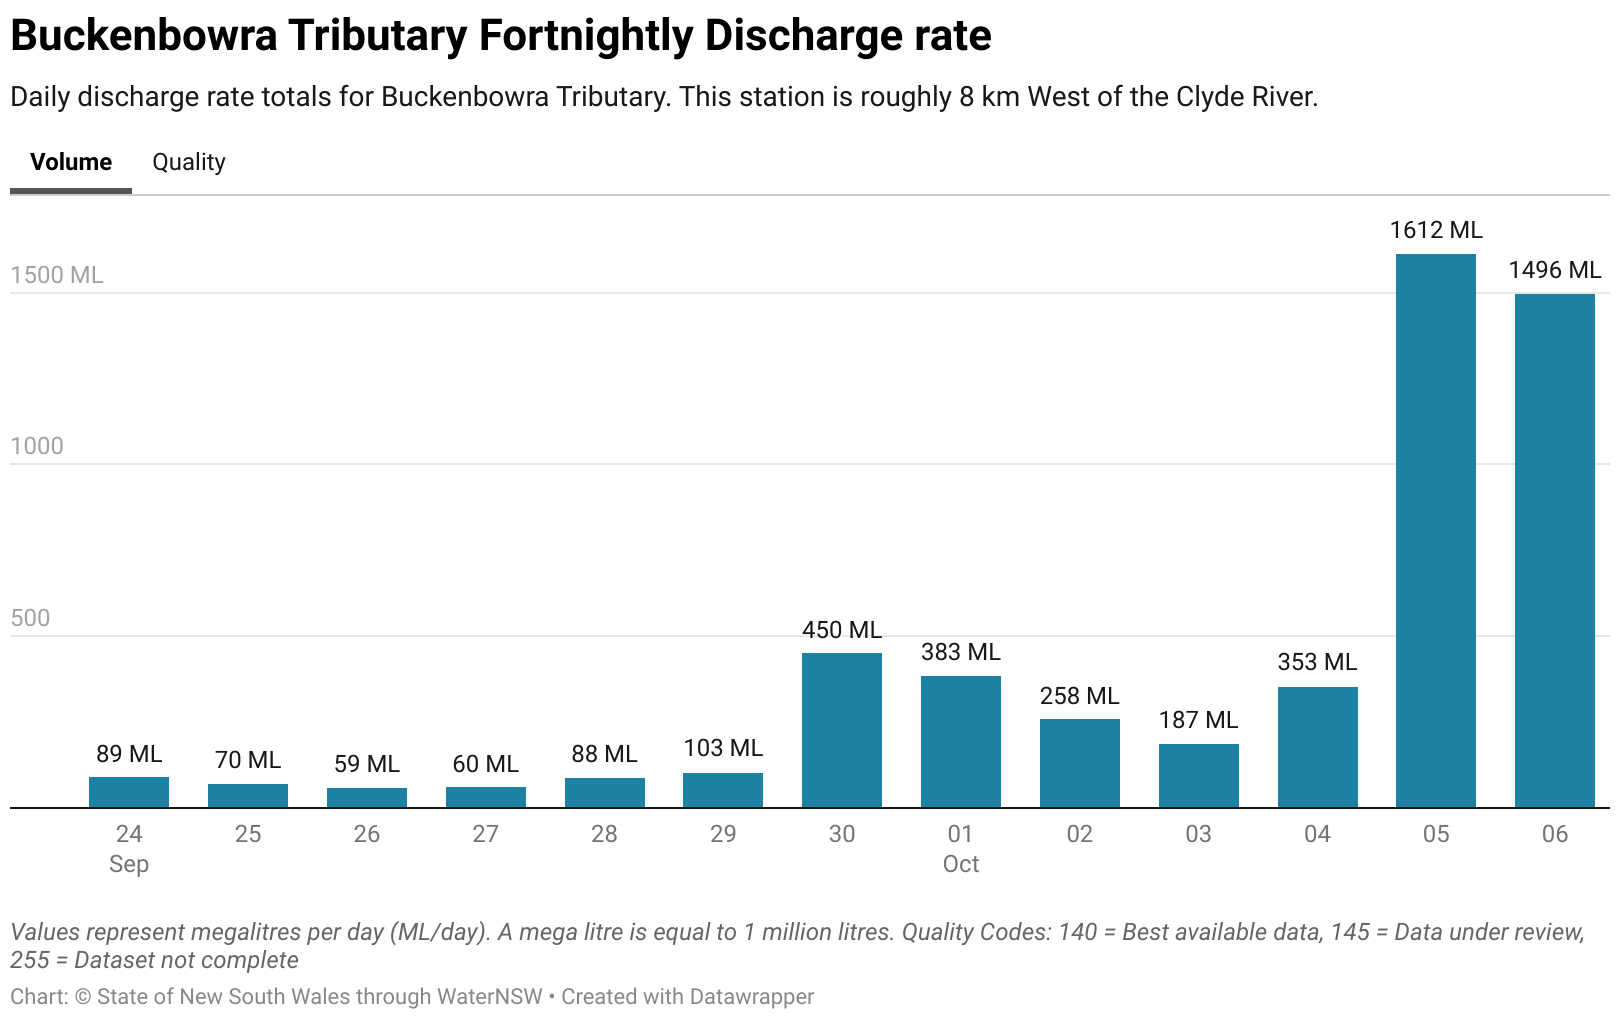 Buckenbowra Tributary Fortnightly Discharge rate
Daily discharge rate totals for Buckenbowra Tributary. This station is roughly 8 km West of the Clyde River.
Volume Quality
1500 ML
1000
500
89 ML
70 ML
59 ML
60 ML
88 ML
103 ML
450 ML
383 ML
258 ML
187 ML
353 ML
1612 ML
1496 ML
24 25 26 27 28 29 30 01 02 03 04 05 06
Sep Oct
Values represent megalitres per day (ML/day). A mega litre is equal to 1 million litres. Quality Codes: 140 = Best available data, 145 = Data under review,
255 = Dataset not complete
Chart: © State of New South Wales through WaterNSW • Created with Datawrapper